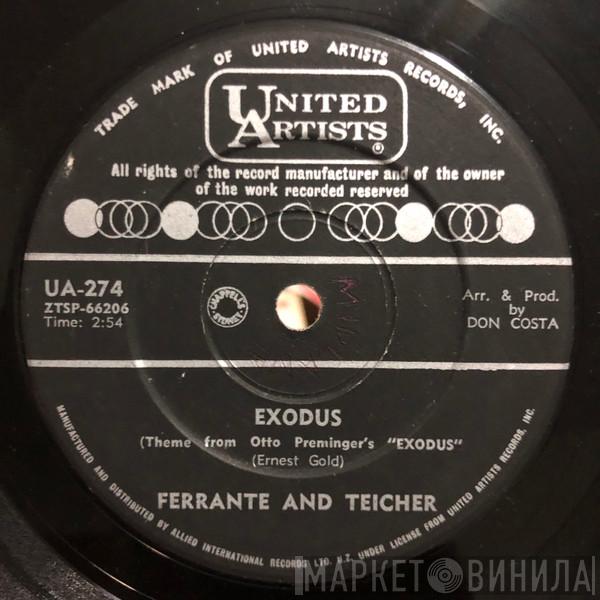 TRADE MARK OF UNITED ARTISTS RECORDS, INC.
UNITED
ARTISTS
®
All rights of the record manufacturer and of the owner
of the work recorded reserved
UA-274
ZTSP-66206
Time: 2:54
CHAPPELL'S
SYDNEY
Arr. & Prod.
by
DON COSTA
EXODUS
(Theme from Otto Preminger's "EXODUS"
(Ernest Gold)
FERRANTE AND TEICHER
MANUFACTURED AND DISTRIBUTED BY ALLIED INTERNATIONAL RECORDS LTD. N.Z. UNDER LICENSE FROM UNITED ARTISTS RECORDS, INC.
МАРКЕТ ВИНИЛА